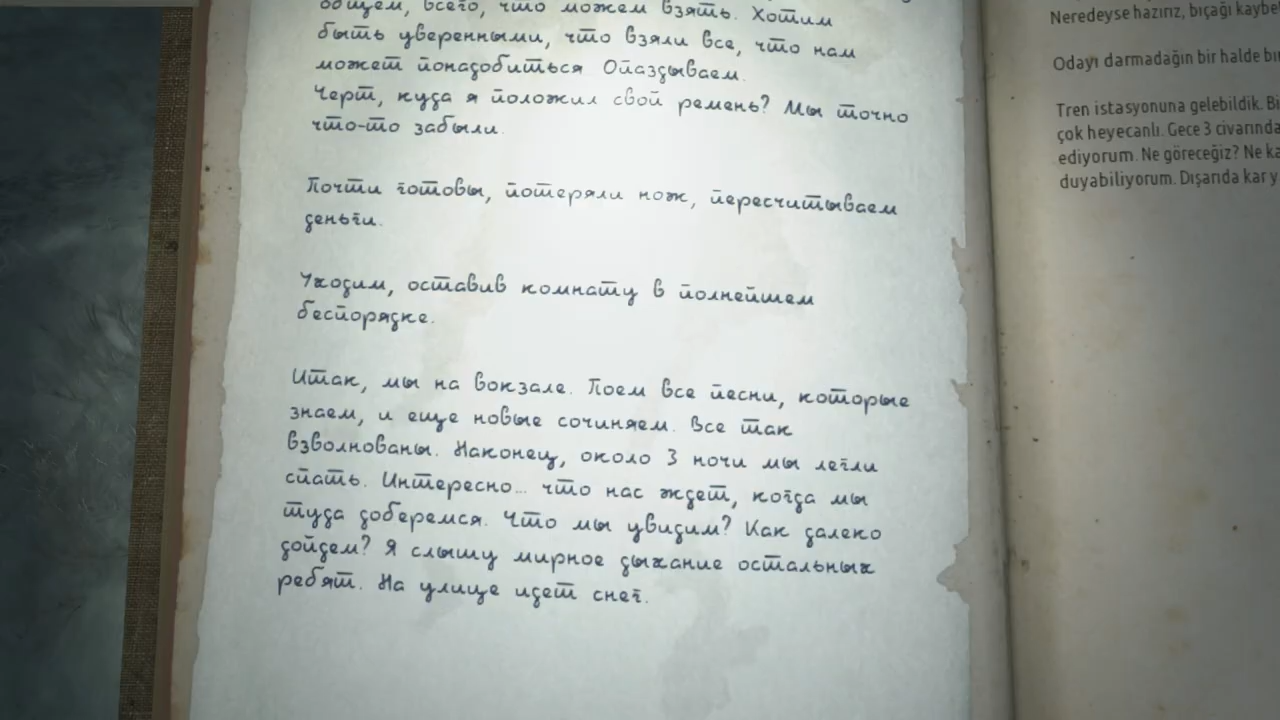 общем, всего, что можем взять. Хотим
быть уверенными, что взяли все, что нам
может понадобиться Опаздываем.
Черт, куда я положил свой ремень? Мы точно
что-то забыли.
Почти готовы, потеряли нож, пересчитываем
деньги.
Уходим, оставив комнату в полнейшем
беспорядке.
Итак, мы на вокзале. Поем все песни, которые
знаем, и еще новые сочиняем. Все так
взволнованы. Наконец, около 3 ночи мы легли
спать. Интересно... что нас ждет, когда мы
туда доберемся. Что мы увидим? Как далеко
дойдем? Я слышу мирное дыхание остальных
ребят. На улице идет снег.
Neredeyse hazırız, bıçağı
Odayı darmadağın bir halde
Tren istasyonuna gelebildik.
çok heyecanlı. Gece 3 civarında
ediyorum. Ne göreceğiz? Ne
duyabiliyorum. Dışarıda kar